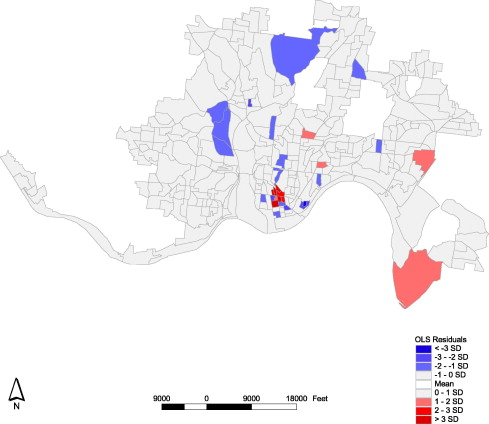 OLS Residuals
< -3 SD
-3 - -2 SD
-2 - -1 SD
-1 - 0 SD
Mean
0 - 1 SD
1 - 2 SD
2 - 3 SD
> 3 SD
N
9000 0 9000 18000 Feet